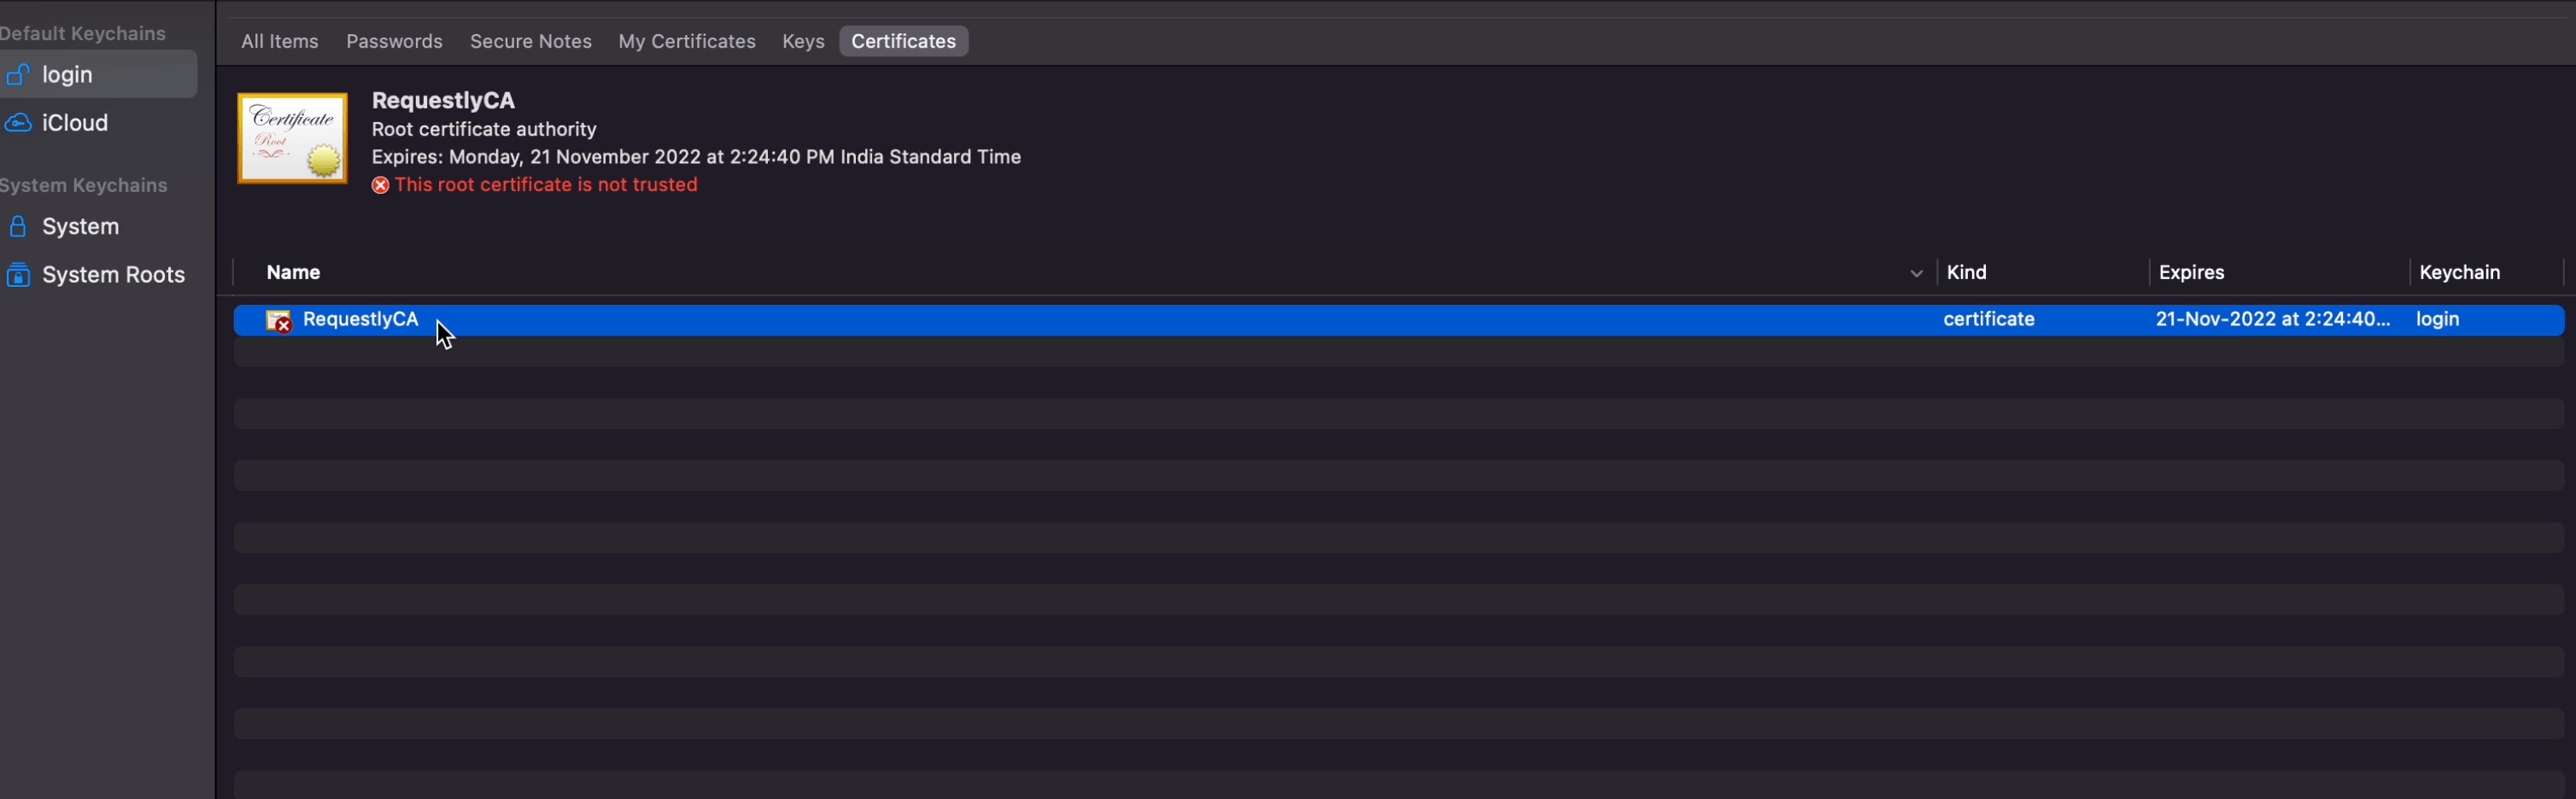 Default Keychains
login
iCloud
System Keychains
System
System Roots
All Items Passwords Secure Notes My Certificates Keys Certificates
Certificate
Root
RequestlyCA
Root certificate authority
Expires: Monday, 21 November 2022 at 2:24:40 PM India Standard Time
This root certificate is not trusted
Name Kind Expires Keychain
RequestlyCA certificate 21-Nov-2022 at 2:24:40... login